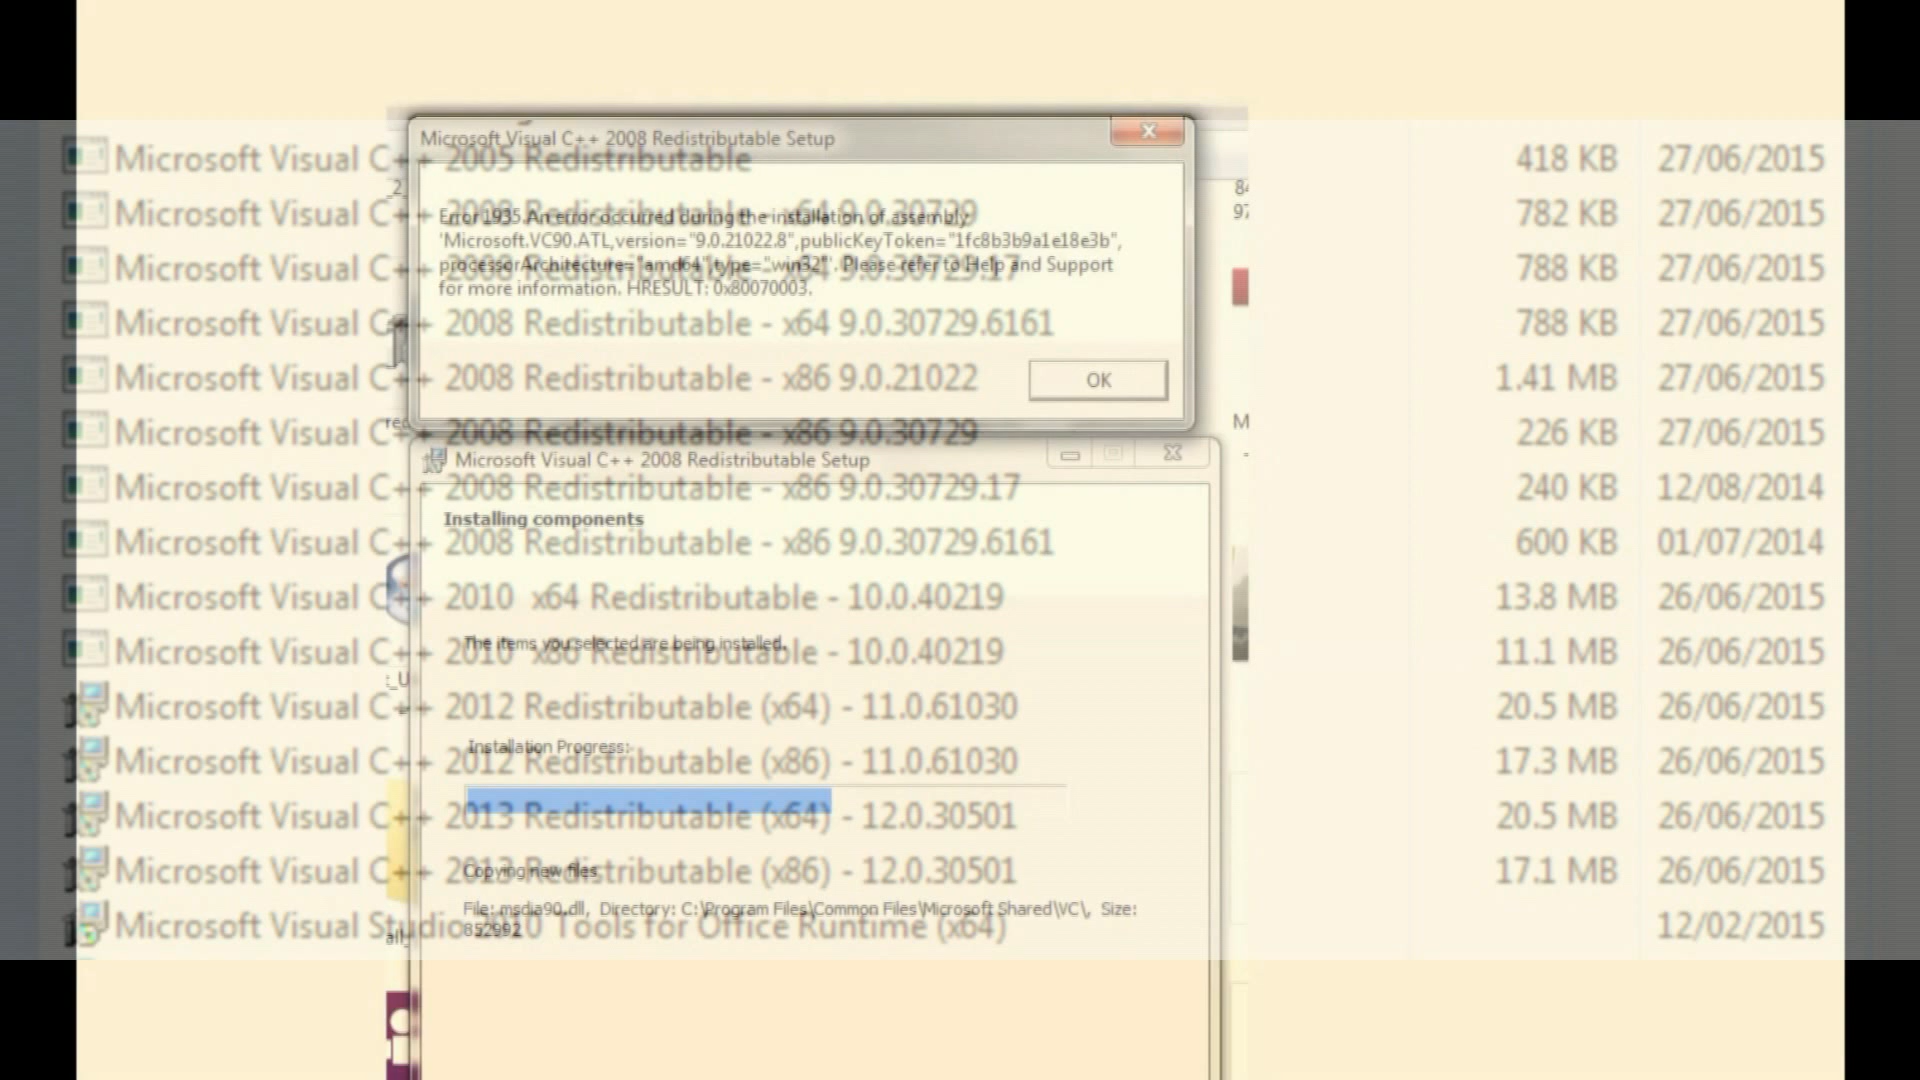 Microsoft Visual C++ 2008 Redistributable Setup
Error 1935.An error occurred during the installation of assembly
'Microsoft.VC90.ATL,version="9.0.21022.8",publicKeyToken="1fc8b3b9a1e18e3b",
processorArchitecture="amd64",type="win32"'. Please refer to Help and Support
for more information. HRESULT: 0x80070003.
OK
Microsoft Visual C++ 2008 Redistributable Setup
Installing components
The items you selected are being installed.
Installation Progress:
Copying new files
File: msdia90.dll, Directory: C:\Program Files\Common Files\Microsoft Shared\VC\, Size:
852992
Microsoft Visual C++ 2005 Redistributable 418 KB 27/06/2015
Microsoft Visual C++ 2008 Redistributable - x64 9.0.30729 782 KB 27/06/2015
Microsoft Visual C++ 2008 Redistributable - x64 9.0.30729.17 788 KB 27/06/2015
Microsoft Visual C++ 2008 Redistributable - x64 9.0.30729.6161 788 KB 27/06/2015
Microsoft Visual C++ 2008 Redistributable - x86 9.0.21022 1.41 MB 27/06/2015
Microsoft Visual C++ 2008 Redistributable - x86 9.0.30729 226 KB 27/06/2015
Microsoft Visual C++ 2008 Redistributable - x86 9.0.30729.17 240 KB 12/08/2014
Microsoft Visual C++ 2008 Redistributable - x86 9.0.30729.6161 600 KB 01/07/2014
Microsoft Visual C++ 2010 x64 Redistributable - 10.0.40219 13.8 MB 26/06/2015
Microsoft Visual C++ 2010 x86 Redistributable - 10.0.40219 11.1 MB 26/06/2015
Microsoft Visual C++ 2012 Redistributable (x64) - 11.0.61030 20.5 MB 26/06/2015
Microsoft Visual C++ 2012 Redistributable (x86) - 11.0.61030 17.3 MB 26/06/2015
Microsoft Visual C++ 2013 Redistributable (x64) - 12.0.30501 20.5 MB 26/06/2015
Microsoft Visual C++ 2013 Redistributable (x86) - 12.0.30501 17.1 MB 26/06/2015
Microsoft Visual Studio 2010 Tools for Office Runtime (x64) 12/02/2015